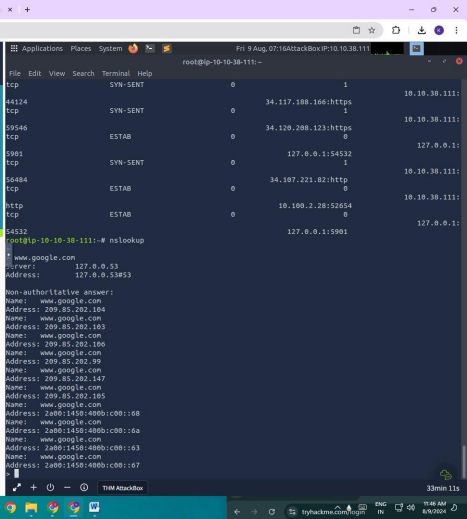 Applications Places System
Fri 9 Aug, 07:16 AttackBox IP:10.10.38.111
root@ip-10-10-38-111: ~
File Edit View Search Terminal Help
tcp SYN-SENT 0 1
10.10.38.111:
44124 34.117.188.166:https
tcp SYN-SENT 0 1
10.10.38.111:
59546 34.120.208.123:https
tcp ESTAB 0 0
127.0.0.1:
5901 127.0.0.1:54532
tcp SYN-SENT 0 1
10.10.38.111:
56484 34.107.221.82:http
tcp ESTAB 0 0
10.10.38.111:
http 10.100.2.28:52654
tcp ESTAB 0 0
127.0.0.1:
54532 127.0.0.1:5901
root@ip-10-10-38-111:~# nslookup
www.google.com
Server: 127.0.0.53
Address: 127.0.0.53#53
Non-authoritative answer:
Name: www.google.com
Address: 209.85.202.104
Name: www.google.com
Address: 209.85.202.103
Name: www.google.com
Address: 209.85.202.106
Name: www.google.com
Address: 209.85.202.99
Name: www.google.com
Address: 209.85.202.147
Name: www.google.com
Address: 209.85.202.105
Name: www.google.com
Address: 2a00:1450:400b:c00::68
Name: www.google.com
Address: 2a00:1450:400b:c00::6a
Name: www.google.com
Address: 2a00:1450:400b:c00::63
Name: www.google.com
Address: 2a00:1450:400b:c00::67
>
THM AttackBox
33min 11s
tryhackme.com/login
ENG
IN
11:46 AM
8/9/2024